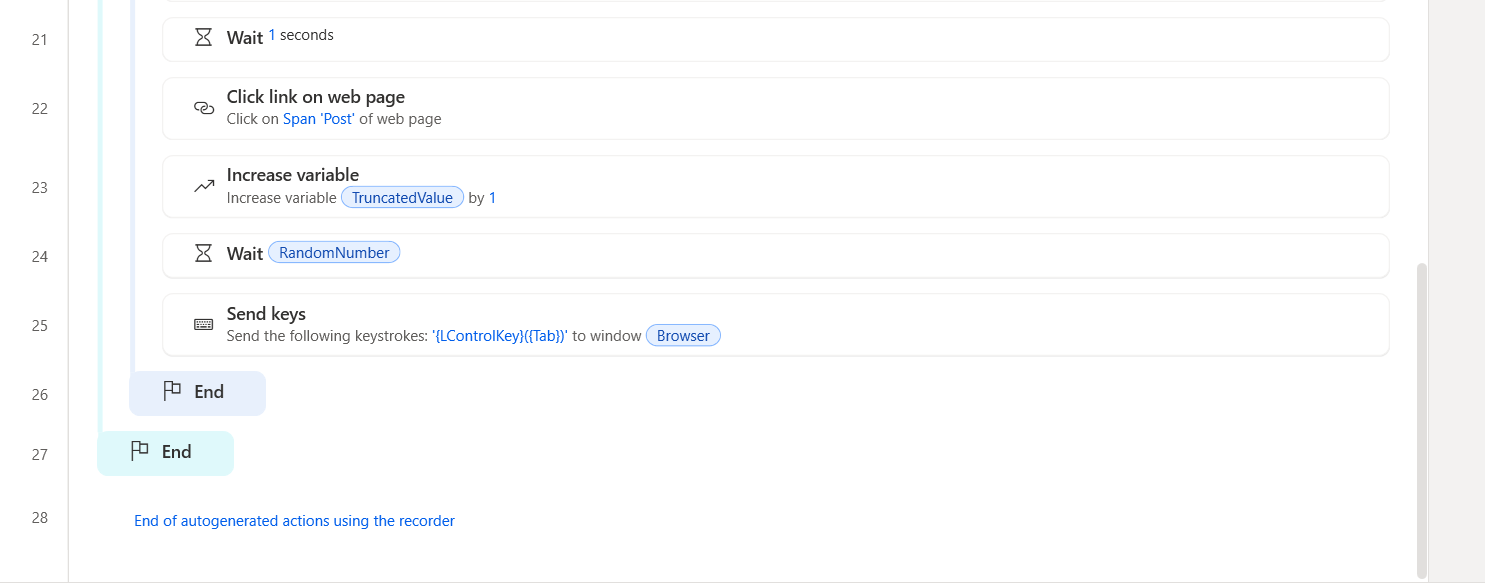 21
Wait 1 seconds
22
Click link on web page
Click on Span 'Post' of web page
23
Increase variable
Increase variable TruncatedValue by 1
24
Wait RandomNumber
25
Send keys
Send the following keystrokes: '{LControlKey}({Tab})' to window Browser
26
End
27
End
28
End of autogenerated actions using the recorder